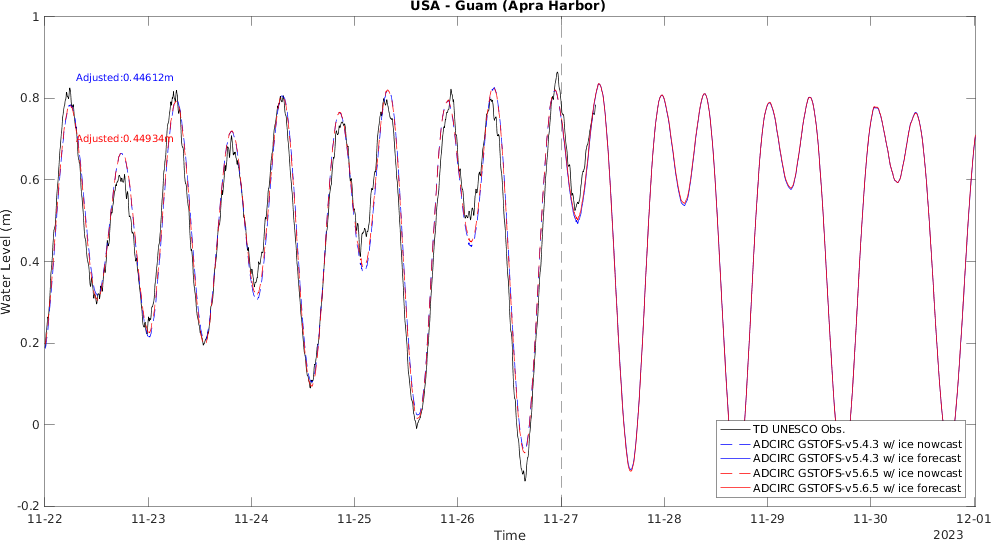 USA - Guam (Apra Harbor)
1
0.8
0.6
0.4
0.2
0
-0.2
Water Level (m)
Adjusted:0.44612m
Adjusted:0.44934m
TD UNESCO Obs.
ADCIRC GSTOFS-v5.4.3 w/ ice nowcast
ADCIRC GSTOFS-v5.4.3 w/ ice forecast
ADCIRC GSTOFS-v5.6.5 w/ ice nowcast
ADCIRC GSTOFS-v5.6.5 w/ ice forecast
11-22 11-23 11-24 11-25 11-26 11-27 11-28 11-29 11-30 12-01
Time
2023